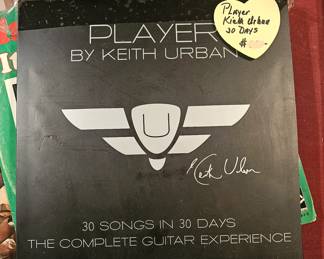 PLAYER
BY KEITH URBAN
Player
Kieth Urban
30 DAYS
U
Keith Urban
30 SONGS IN 30 DAYS
THE COMPLETE GUITAR EXPERIENCE